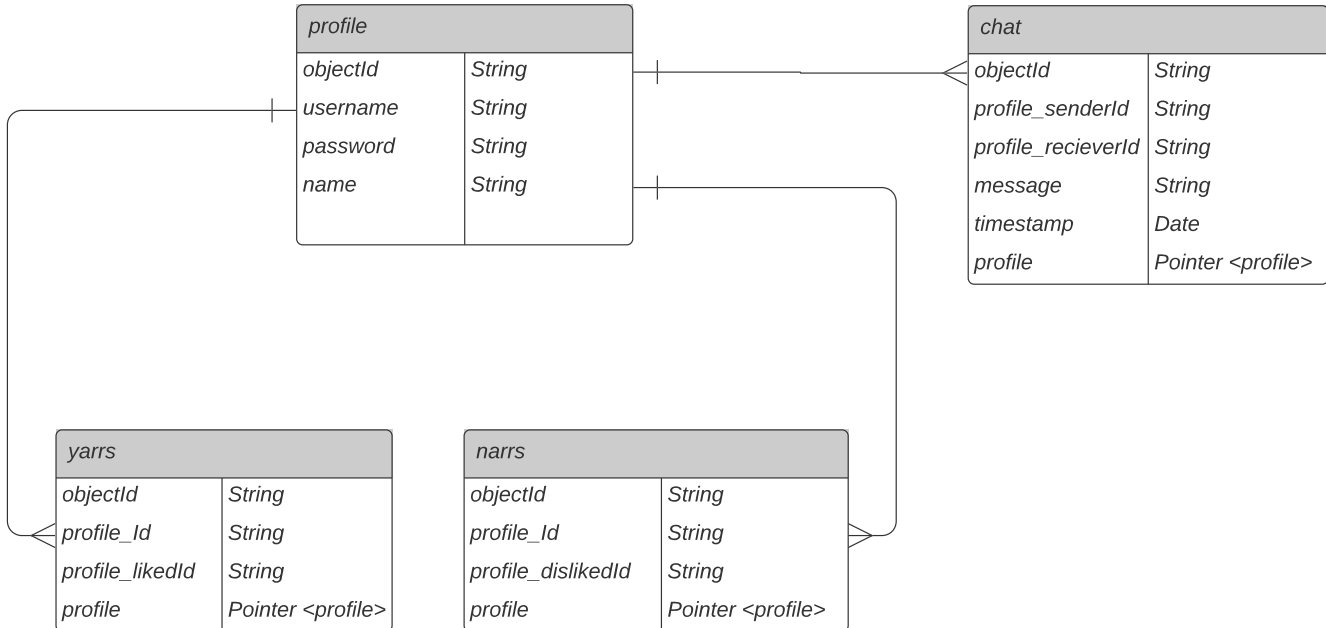 profile
objectId String
username String
password String
name String
chat
objectId String
profile_senderId String
profile_recieverId String
message String
timestamp Date
profile Pointer <profile>
yarrs
objectId String
profile_Id String
profile_likedId String
profile Pointer <profile>
narrs
objectId String
profile_Id String
profile_dislikedId String
profile Pointer <profile>